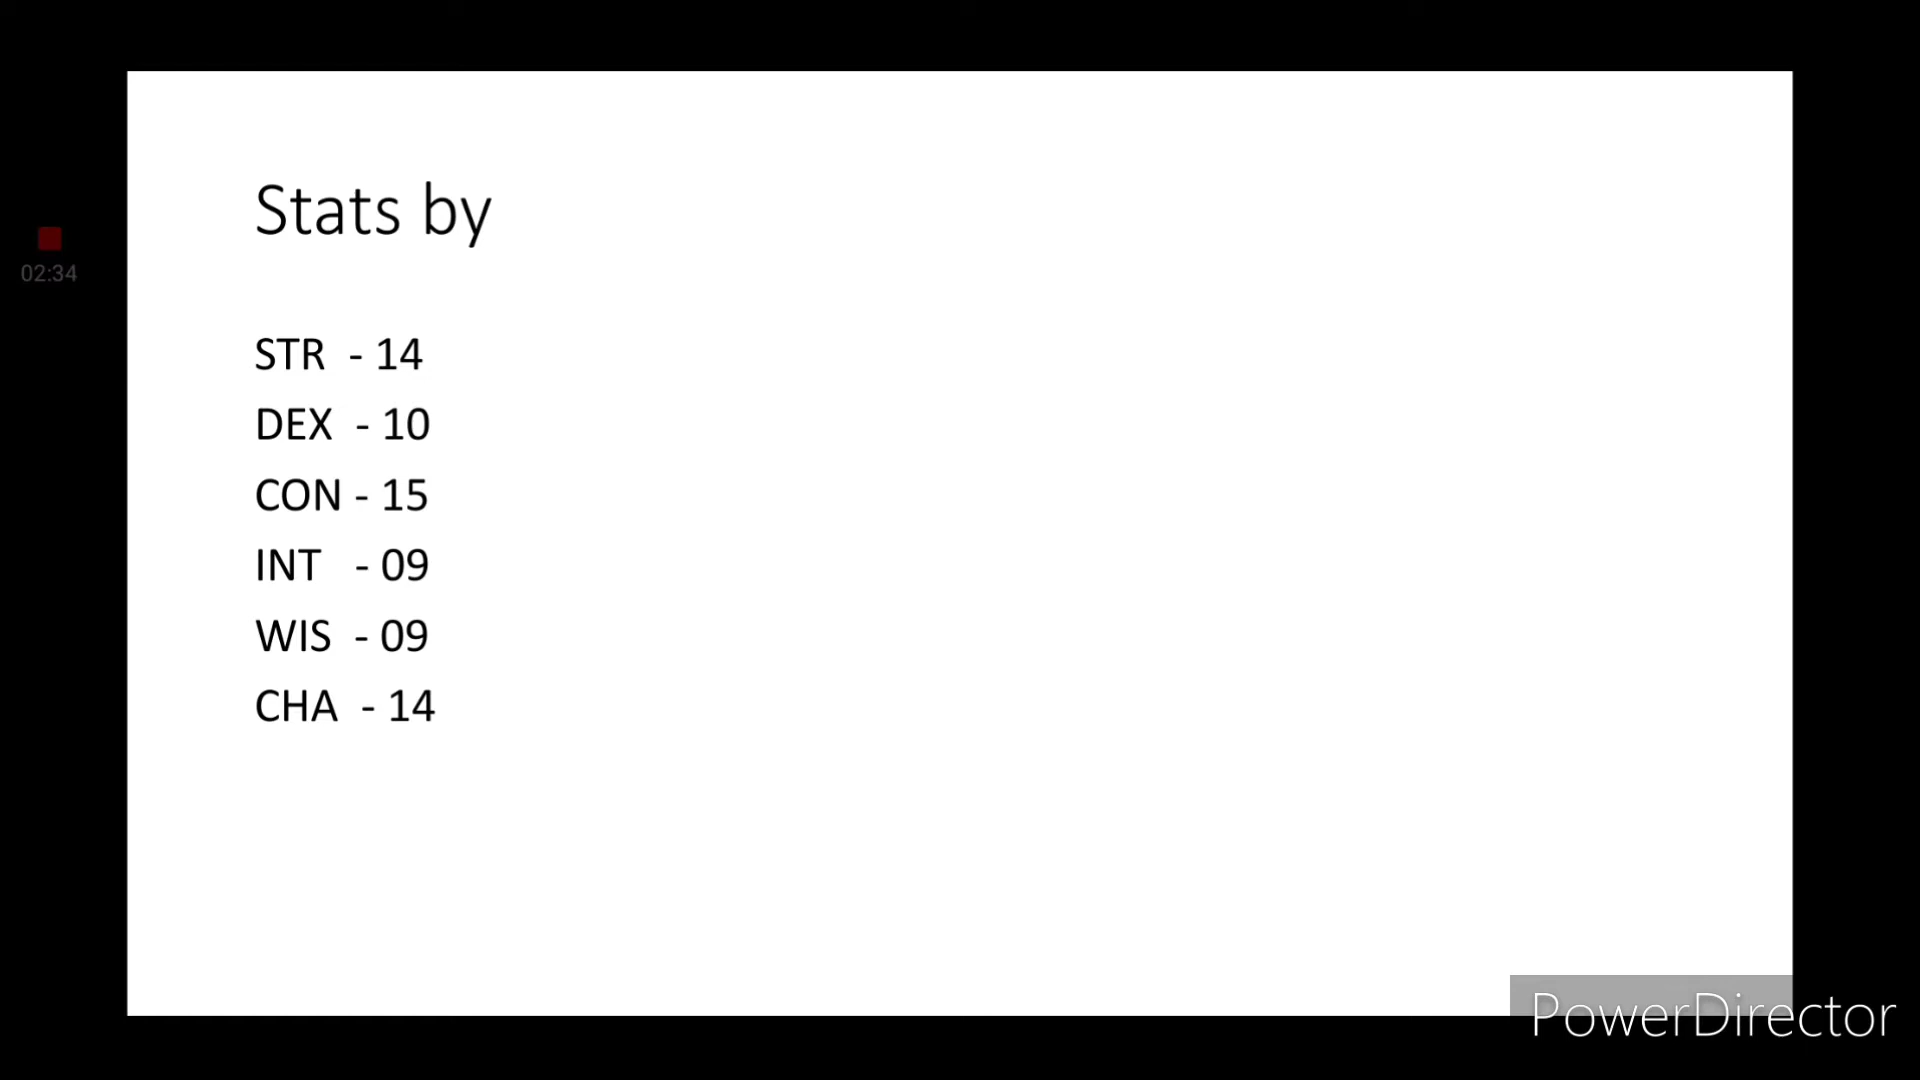 Stats by
02:34
STR - 14
DEX - 10
CON - 15
INT - 09
WIS - 09
CHA - 14
PowerDirector